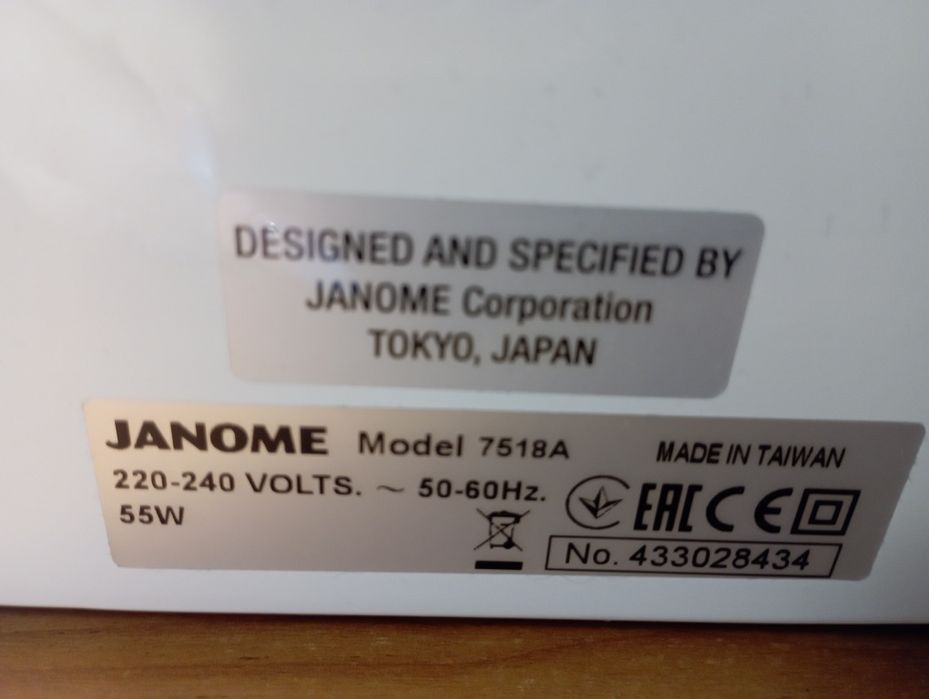 DESIGNED AND SPECIFIED BY
JANOME Corporation
TOKYO, JAPAN
JANOME Model 7518A MADE IN TAIWAN
220-240 VOLTS. ~ 50-60Hz.
55W
EAC CE
No. 433028434